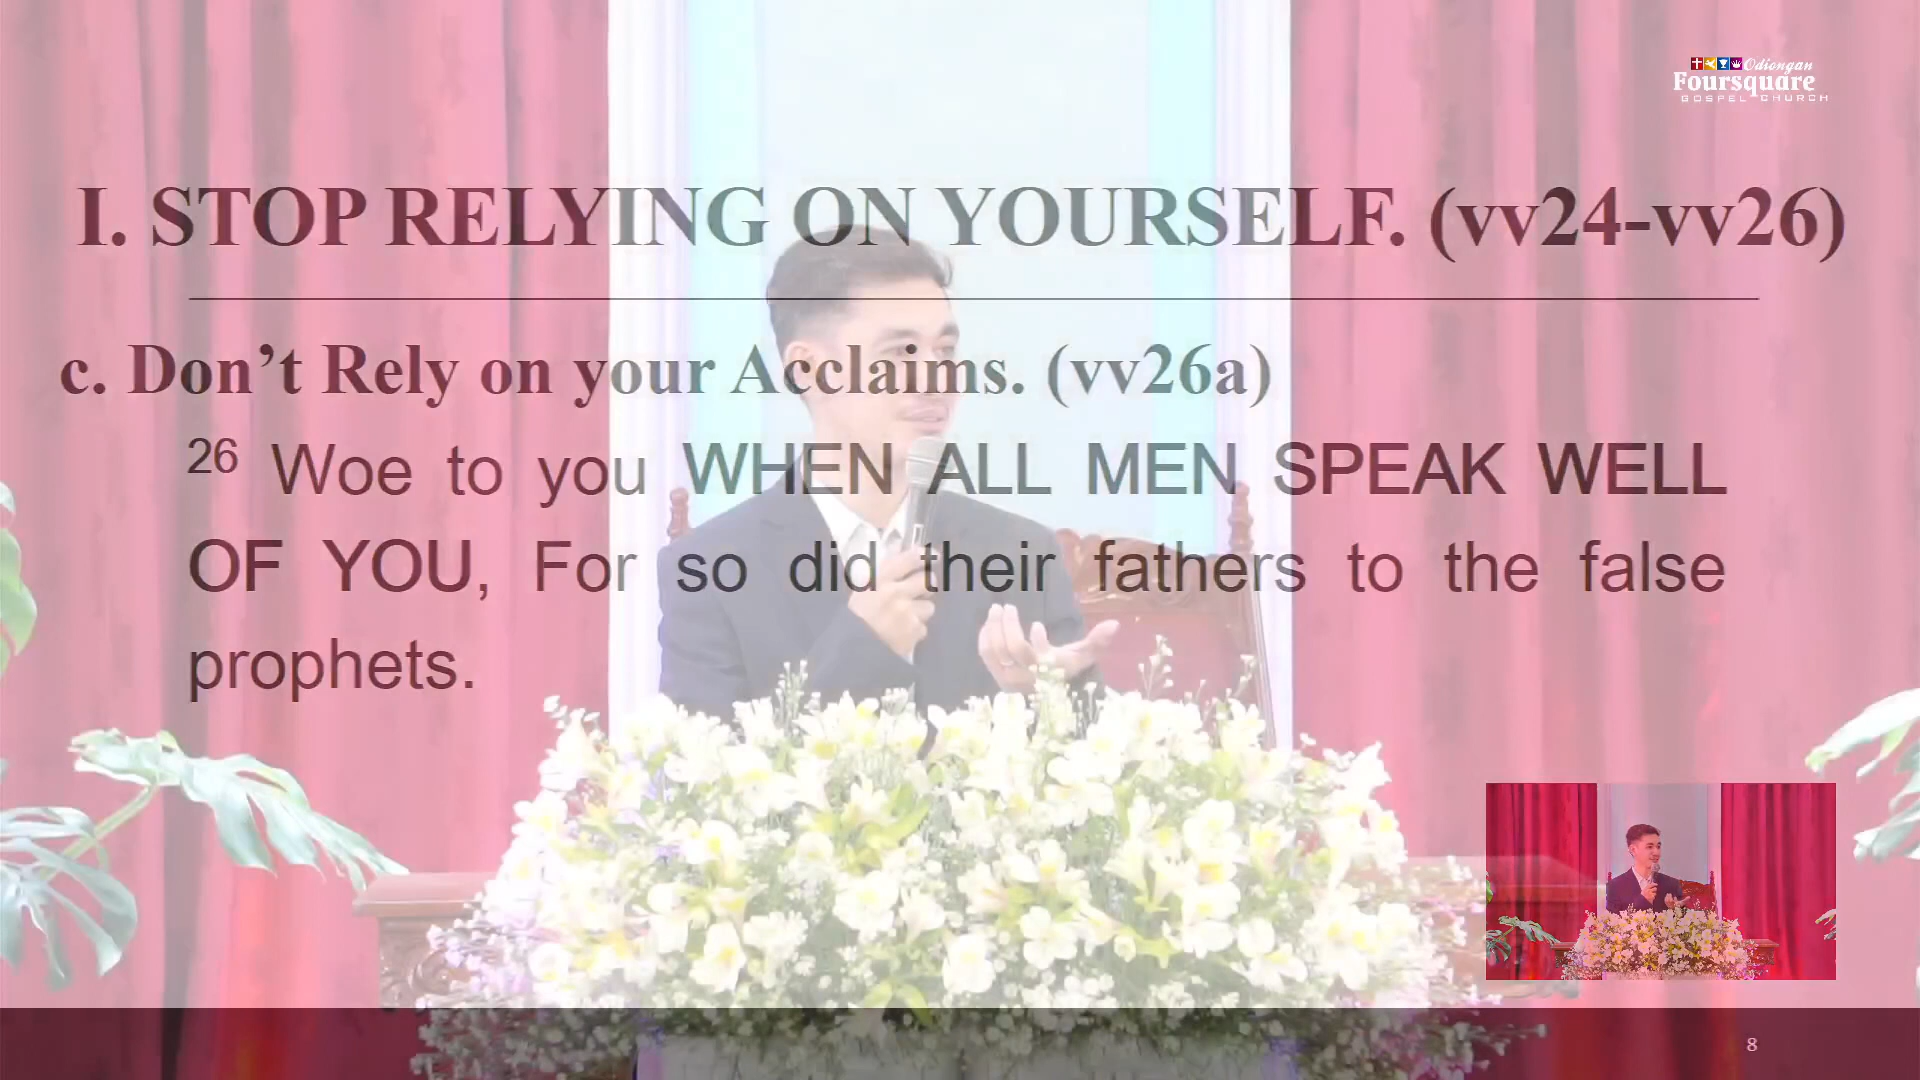 Odiongan
Foursquare
GOSPEL CHURCH
I. STOP RELYING ON YOURSELF. (vv24-vv26)
c. Don’t Rely on your Acclaims. (vv26a)
26 Woe to you WHEN ALL MEN SPEAK WELL
OF YOU, For so did their fathers to the false
prophets.
8